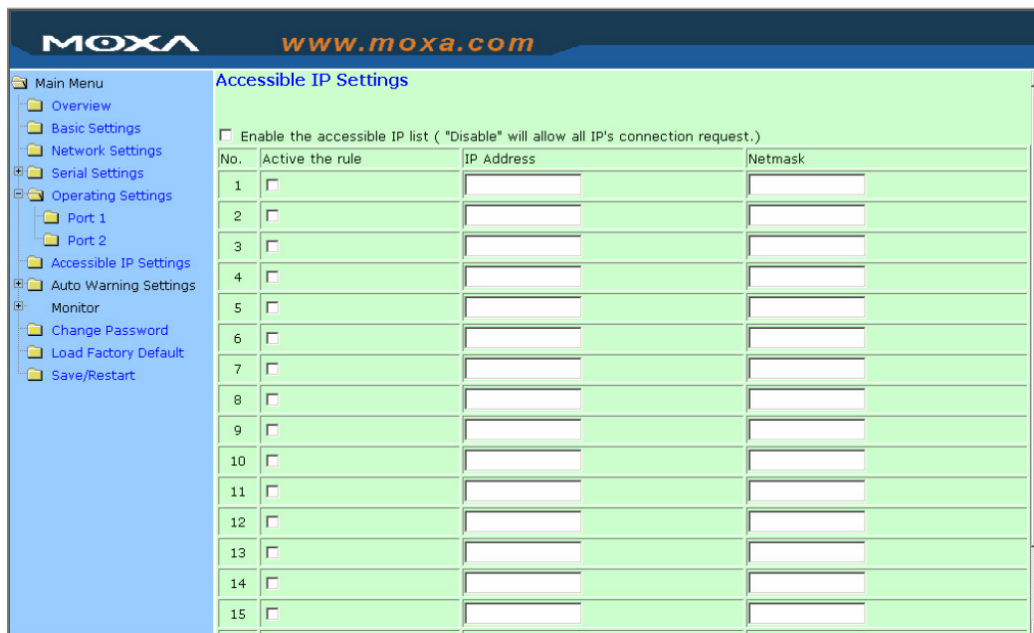 MOXA www.moxa.com
Main Menu
Overview
Basic Settings
Network Settings
Serial Settings
Operating Settings
Port 1
Port 2
Accessible IP Settings
Auto Warning Settings
Monitor
Change Password
Load Factory Default
Save/Restart
Accessible IP Settings
Enable the accessible IP list ( "Disable" will allow all IP's connection request.)
No. Active the rule IP Address Netmask
1
2
3
4
5
6
7
8
9
10
11
12
13
14
15